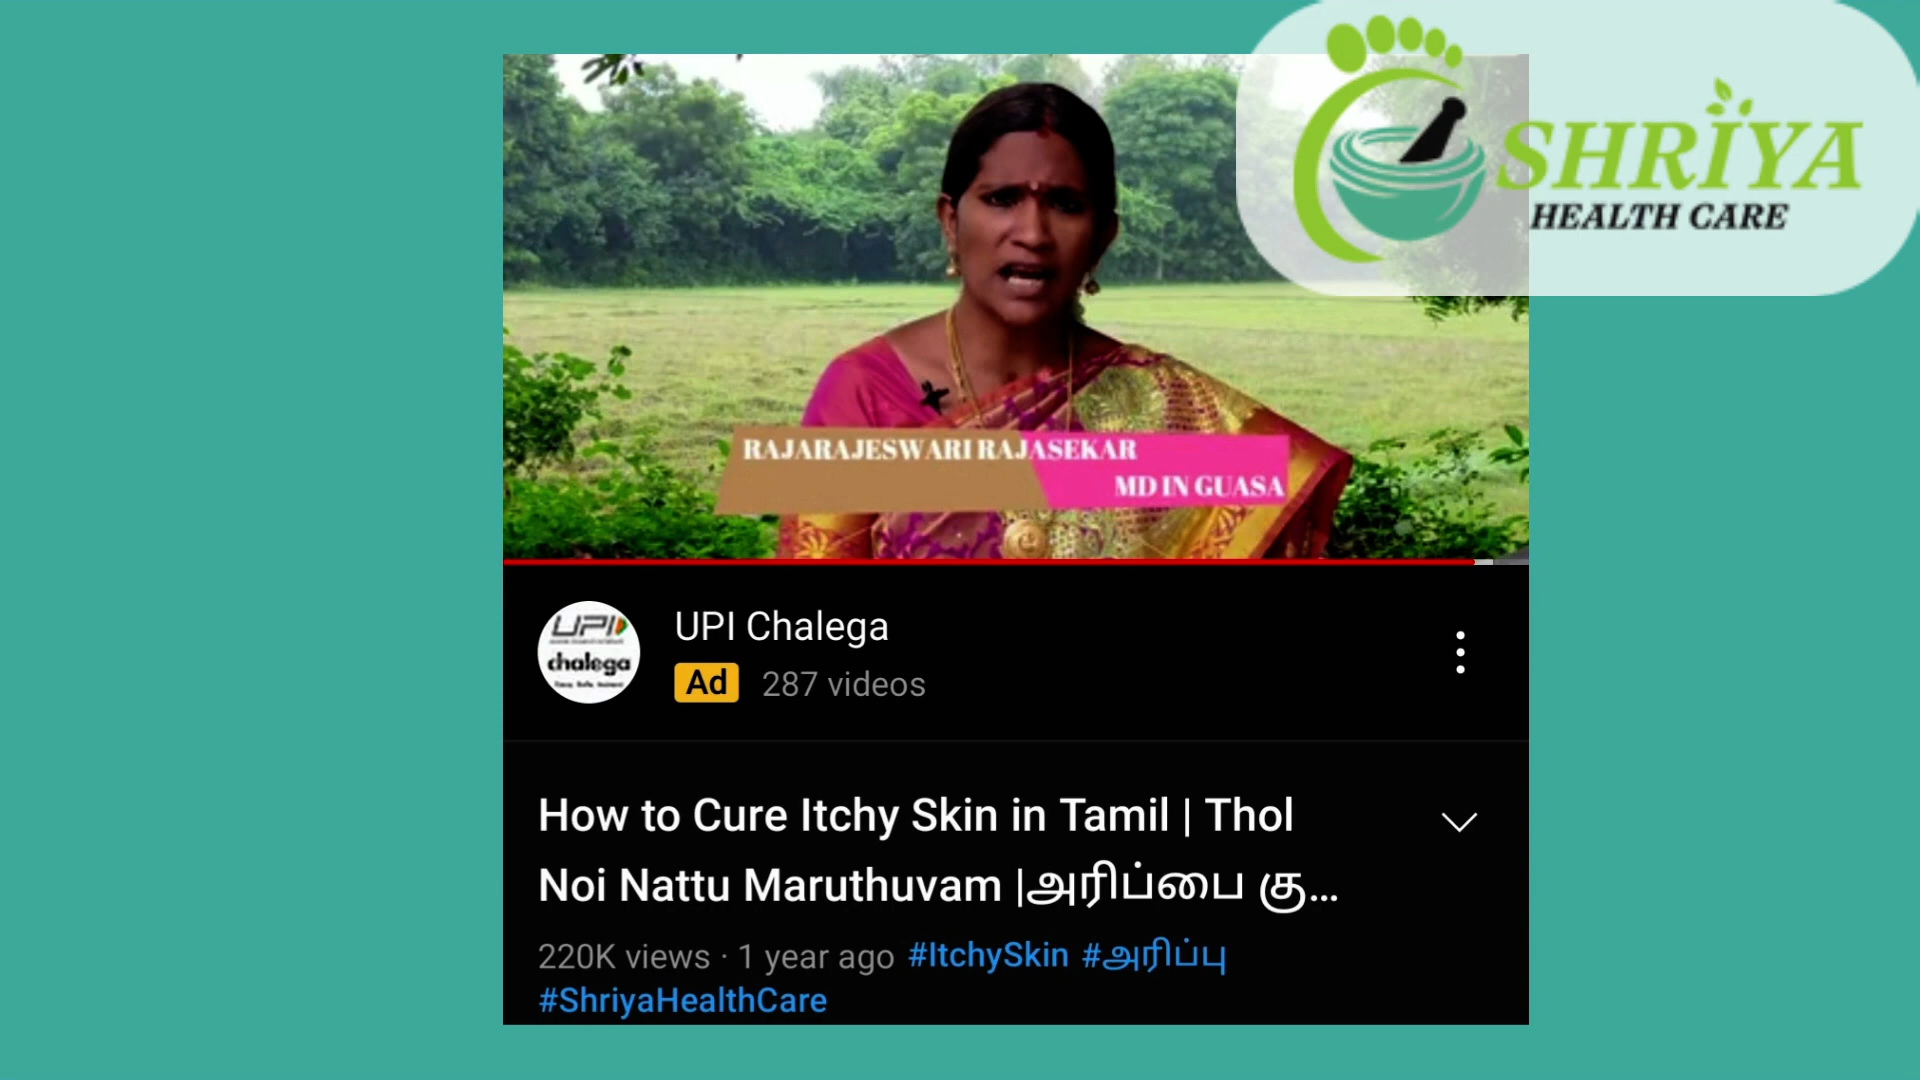 SHRIYA
HEALTH CARE
RAJARAJESWARI RAJASEKAR
MD IN GUASA
UPI
chalega
UPI Chalega
Ad 287 videos
How to Cure Itchy Skin in Tamil | Thol
Noi Nattu Maruthuvam |அரிப்பை கு...
220K views · 1 year ago #ItchySkin #அரிப்பு
#ShriyaHealthCare